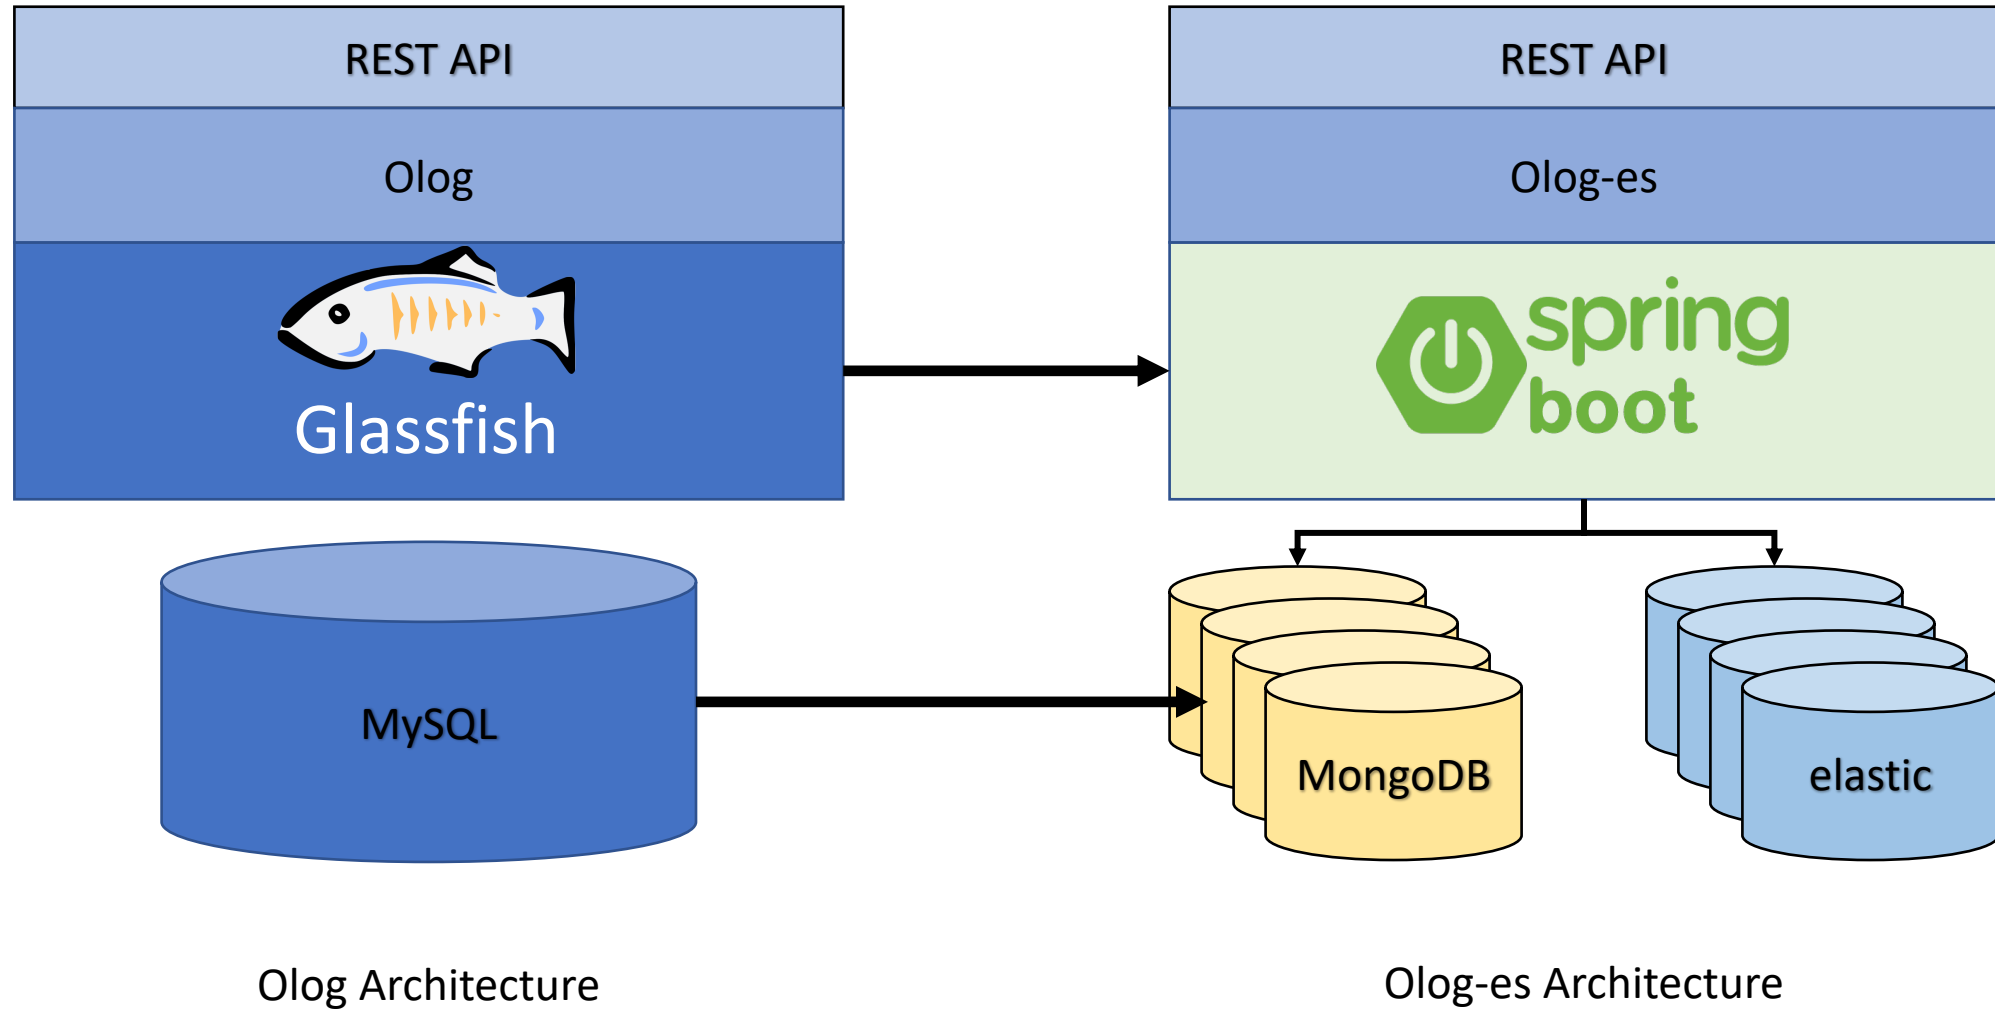 REST API
Olog
Glassfish
MySQL
Olog Architecture
REST API
Olog-es
spring
boot
MongoDB
elastic
Olog-es Architecture